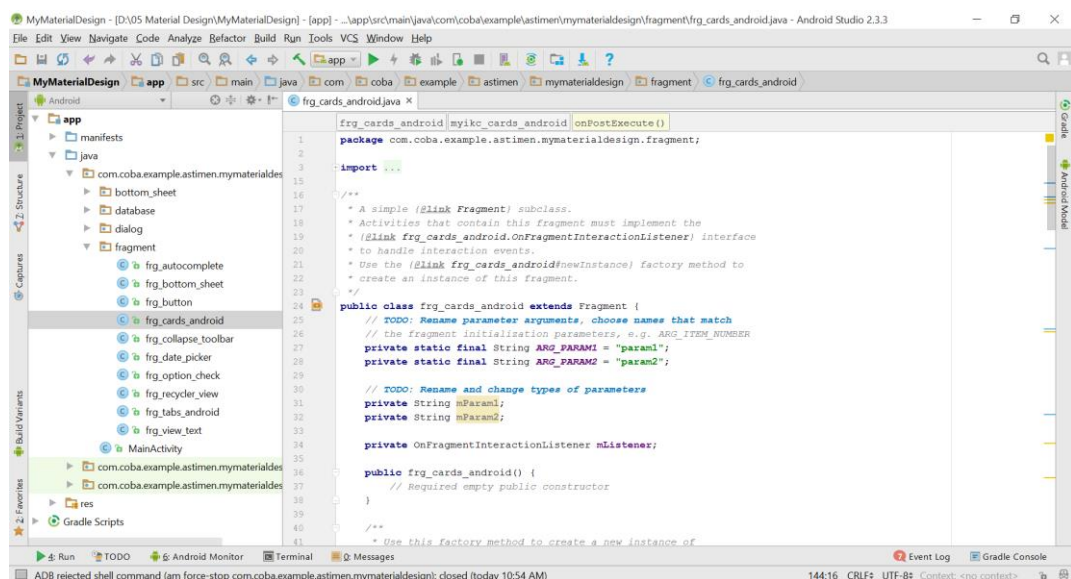 MyMaterialDesign - [D:\05 Material Design\MyMaterialDesign] - [app] - ...\app\src\main\java\com\coba\example\astimen\mymaterialdesign\fragment\frg_cards_android.java - Android Studio 2.3.3
File Edit View Navigate Code Analyze Refactor Build Run Tools VCS Window Help
app
MyMaterialDesign app src main java com coba example astimen mymaterialdesign fragment frg_cards_android
Android
frg_cards_android.java
1: Project
Z: Structure
Captures
Build Variants
2: Favorites
app
manifests
java
com.coba.example.astimen.mymaterialdes
bottom_sheet
database
dialog
fragment
frg_autocomplete
frg_bottom_sheet
frg_button
frg_cards_android
frg_collapse_toolbar
frg_date_picker
frg_option_check
frg_recycler_view
frg_tabs_android
frg_view_text
MainActivity
com.coba.example.astimen.mymaterialdes
com.coba.example.astimen.mymaterialdes
res
Gradle Scripts
frg_cards_android myikc_cards_android onPostExecute()
1 package com.coba.example.astimen.mymaterialdesign.fragment;
2
3 import ...
15
16 /**
17 * A simple {@link Fragment} subclass.
18 * Activities that contain this fragment must implement the
19 * {@link frg_cards_android.OnFragmentInteractionListener} interface
20 * to handle interaction events.
21 * Use the {@link frg_cards_android#newInstance} factory method to
22 * create an instance of this fragment.
23 */
24 public class frg_cards_android extends Fragment {
25 // TODO: Rename parameter arguments, choose names that match
26 // the fragment initialization parameters, e.g. ARG_ITEM_NUMBER
27 private static final String ARG_PARAM1 = "param1";
28 private static final String ARG_PARAM2 = "param2";
29
30 // TODO: Rename and change types of parameters
31 private String mParam1;
32 private String mParam2;
33
34 private OnFragmentInteractionListener mListener;
35
36 public frg_cards_android() {
37 // Required empty public constructor
38 }
39
40 /**
41 * Use this factory method to create a new instance of
Gradle
Android Model
4: Run TODO 6: Android Monitor Terminal 0: Messages Event Log Gradle Console
ADB rejected shell command (am force-stop com.coba.example.astimen.mymaterialdesign): closed (today 10:54 AM) 144:16 CRLF UTF-8 Context: <no context>